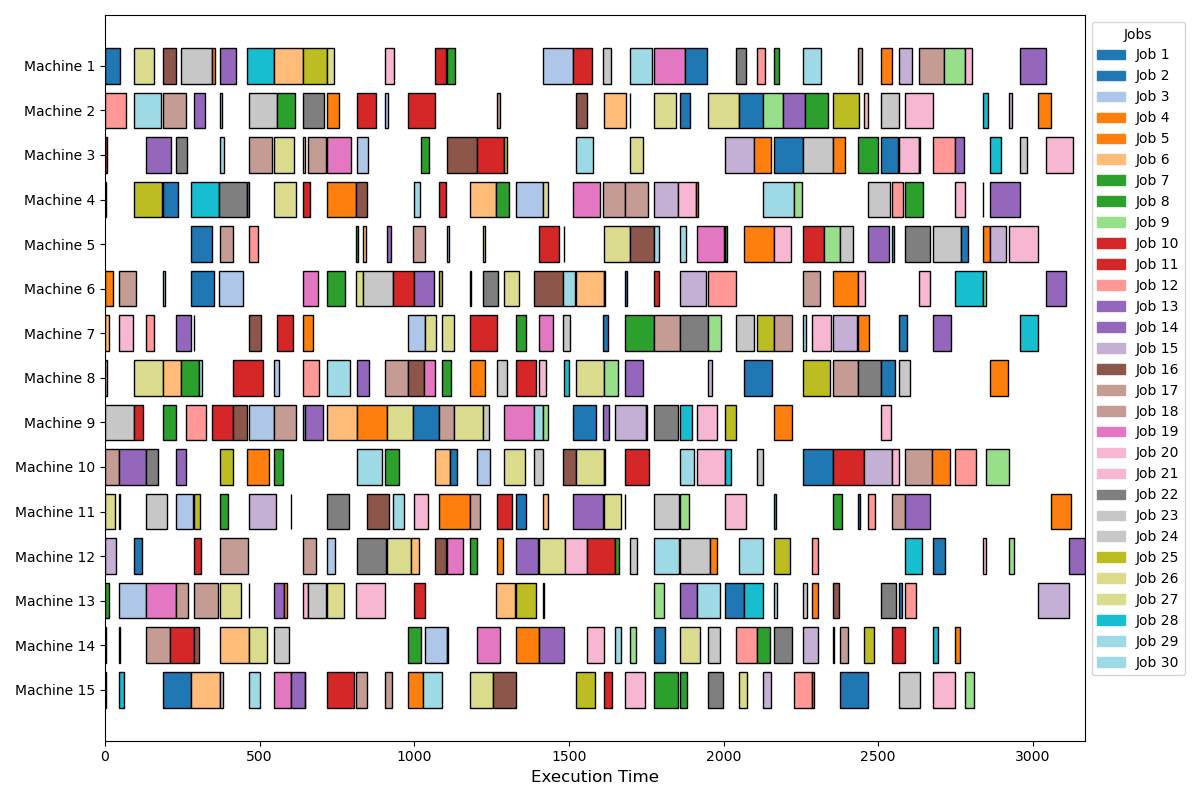 Machine 1
Machine 2
Machine 3
Machine 4
Machine 5
Machine 6
Machine 7
Machine 8
Machine 9
Machine 10
Machine 11
Machine 12
Machine 13
Machine 14
Machine 15
0 500 1000 1500 2000 2500 3000
Execution Time
Jobs
Job 1
Job 2
Job 3
Job 4
Job 5
Job 6
Job 7
Job 8
Job 9
Job 10
Job 11
Job 12
Job 13
Job 14
Job 15
Job 16
Job 17
Job 18
Job 19
Job 20
Job 21
Job 22
Job 23
Job 24
Job 25
Job 26
Job 27
Job 28
Job 29
Job 30